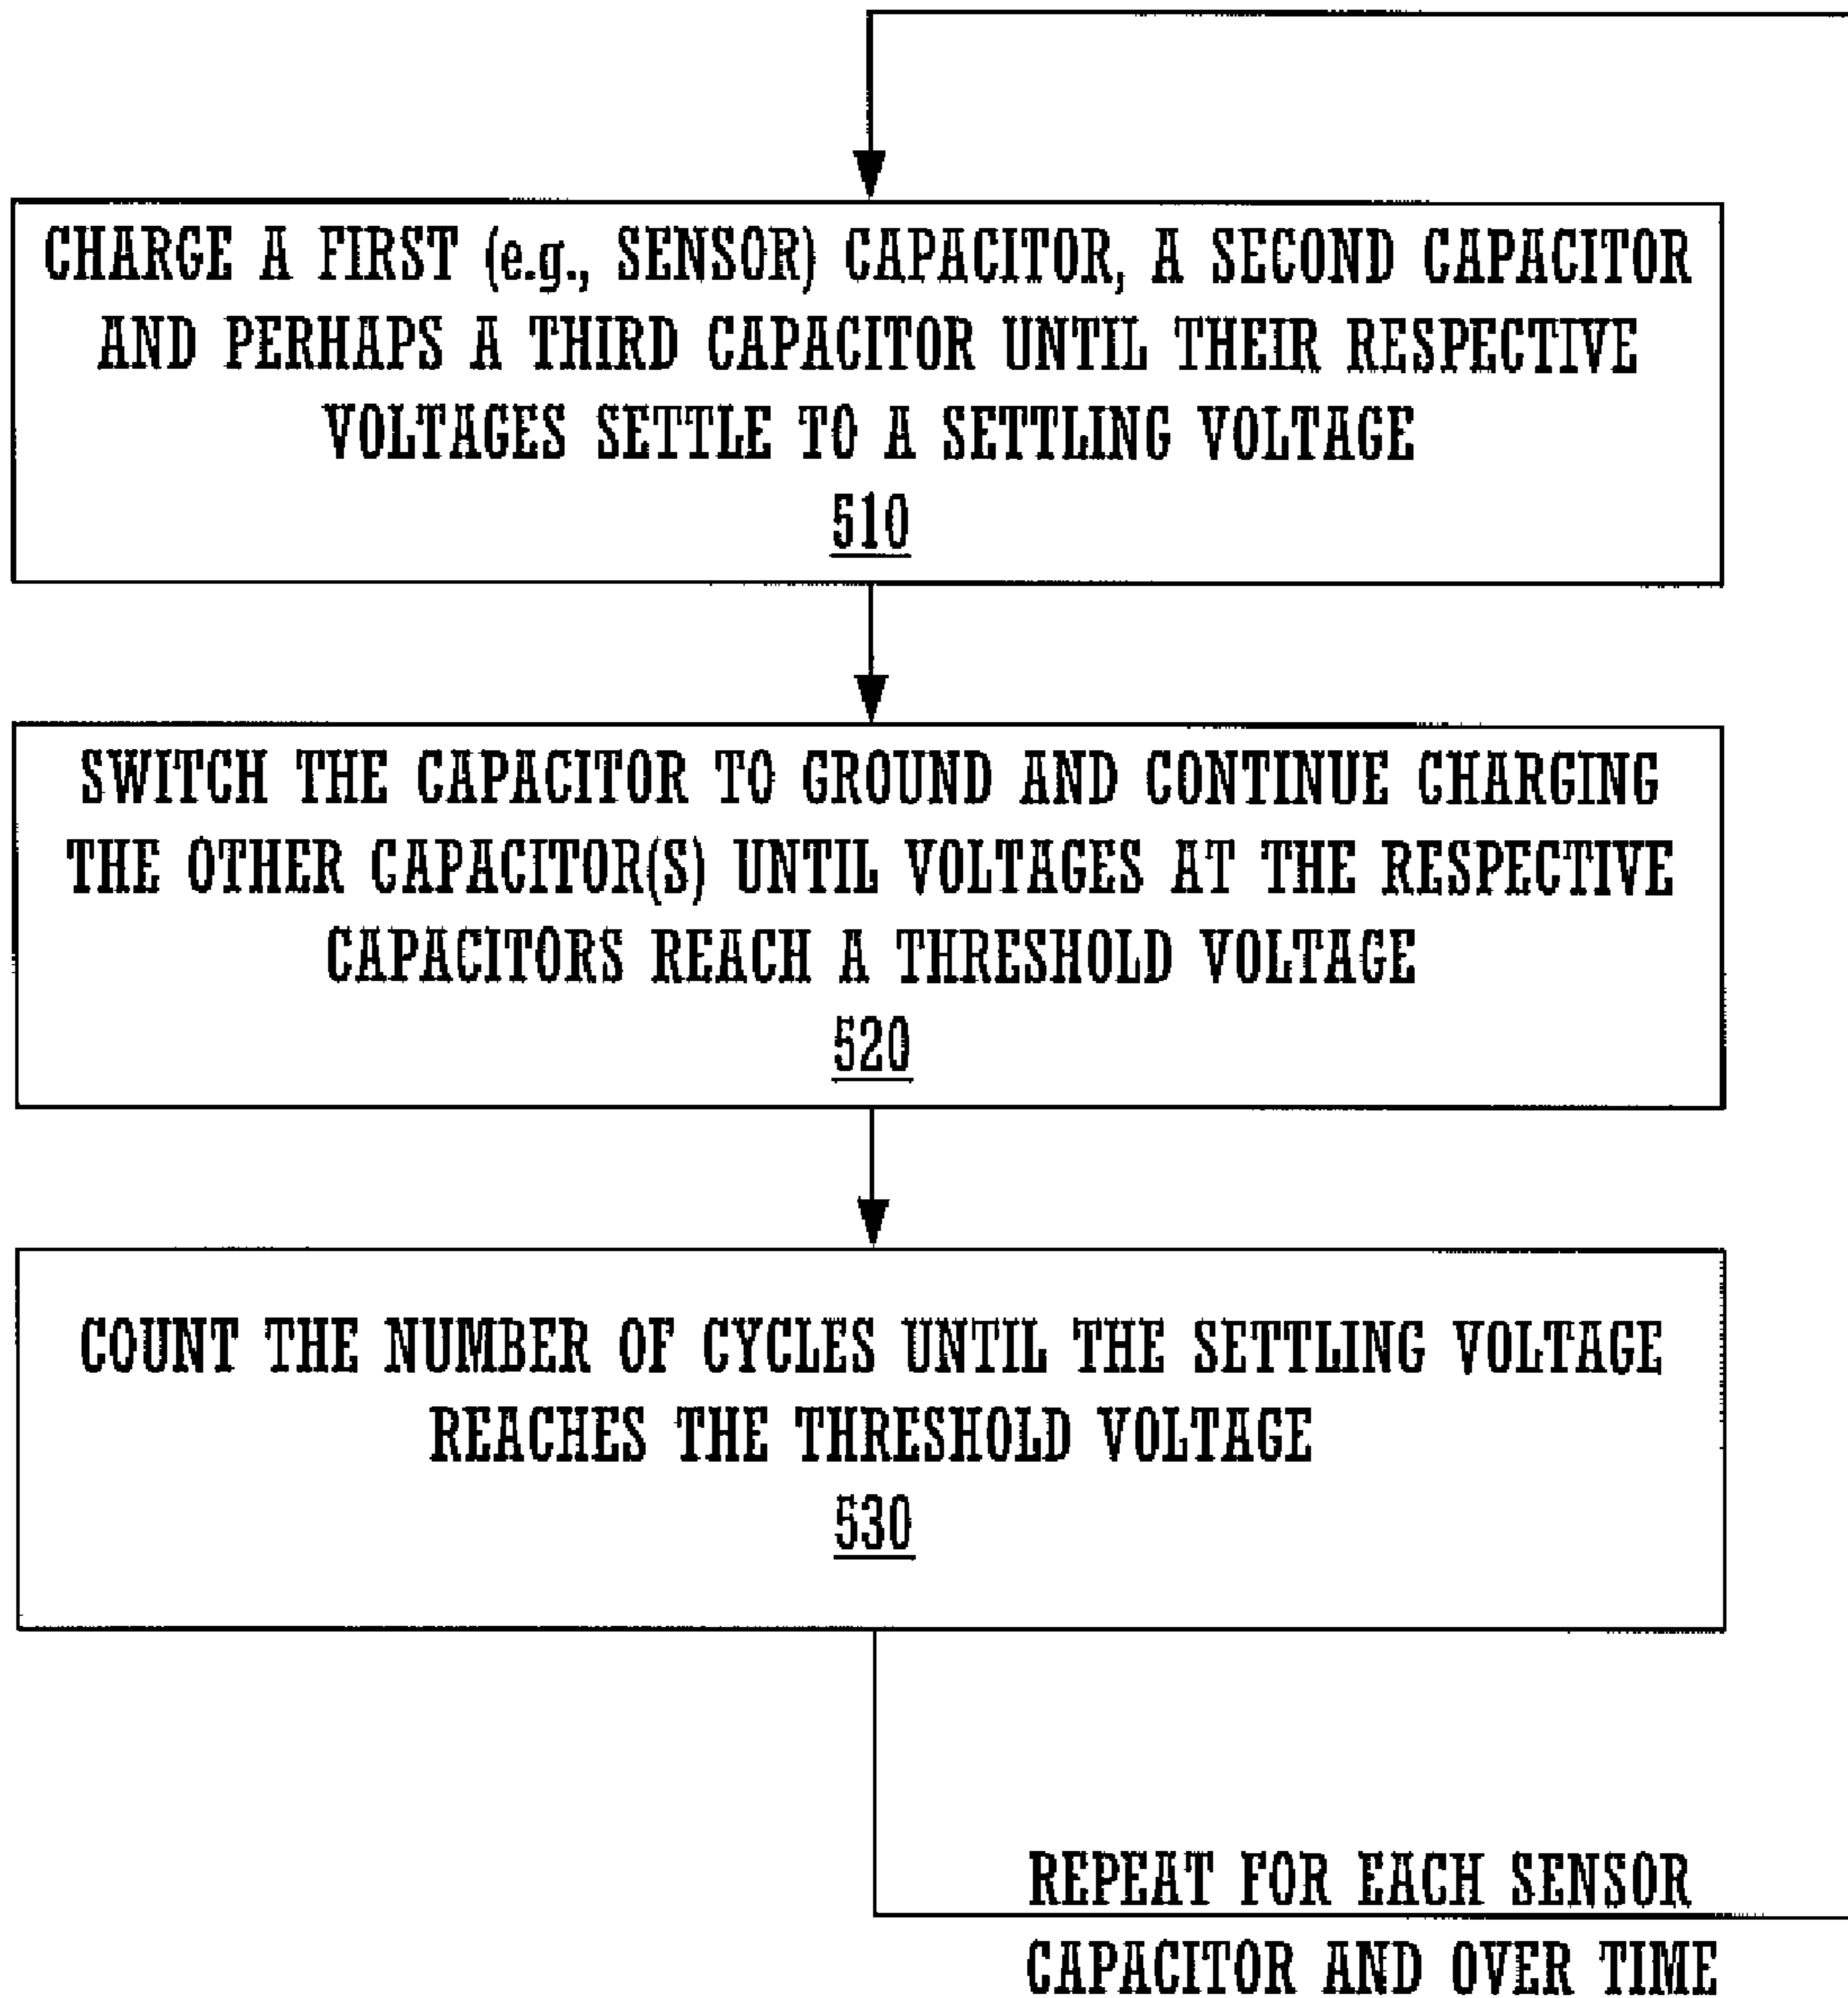 CHARGE A FIRST (e.g., SENSOR) CAPACITOR, A SECOND CAPACITOR
AND PERHAPS A THIRD CAPACITOR UNTIL THEIR RESPECTIVE
VOLTAGES SETTLE TO A SETTLING VOLTAGE
510
SWITCH THE CAPACITOR TO GROUND AND CONTINUE CHARGING
THE OTHER CAPACITOR(S) UNTIL VOLTAGES AT THE RESPECTIVE
CAPACITORS REACH A THRESHOLD VOLTAGE
520
COUNT THE NUMBER OF CYCLES UNTIL THE SETTLING VOLTAGE
REACHES THE THRESHOLD VOLTAGE
530
REPEAT FOR EACH SENSOR
CAPACITOR AND OVER TIME